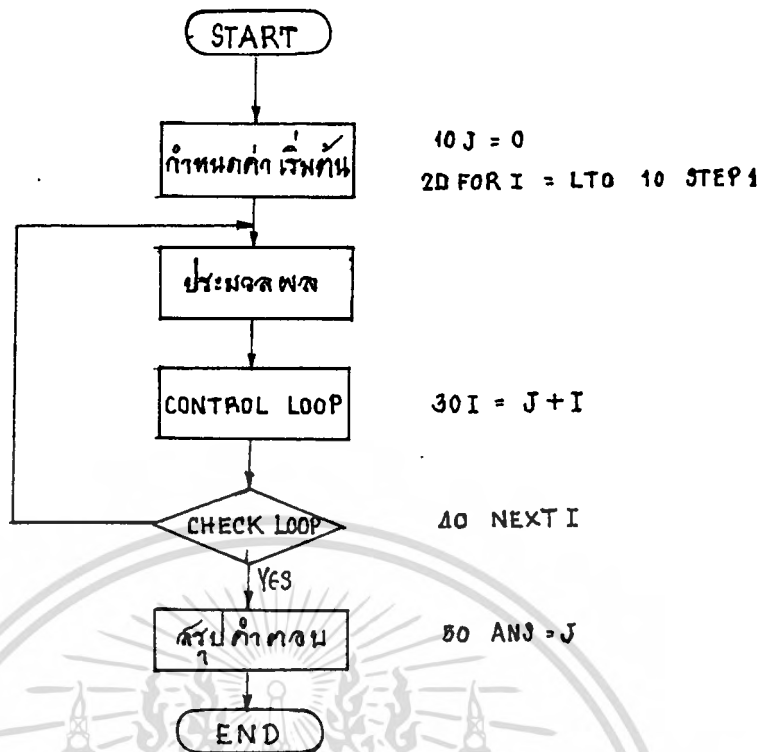 START
กำหนดค่า เริ่มต้น
10 J = 0
20 FOR I = LTO 10 STEP 1
ประมวลผล
CONTROL LOOP
30 I = J + I
CHECK LOOP
40 NEXT I
YES
สรุปคำตอบ
50 ANS = J
END